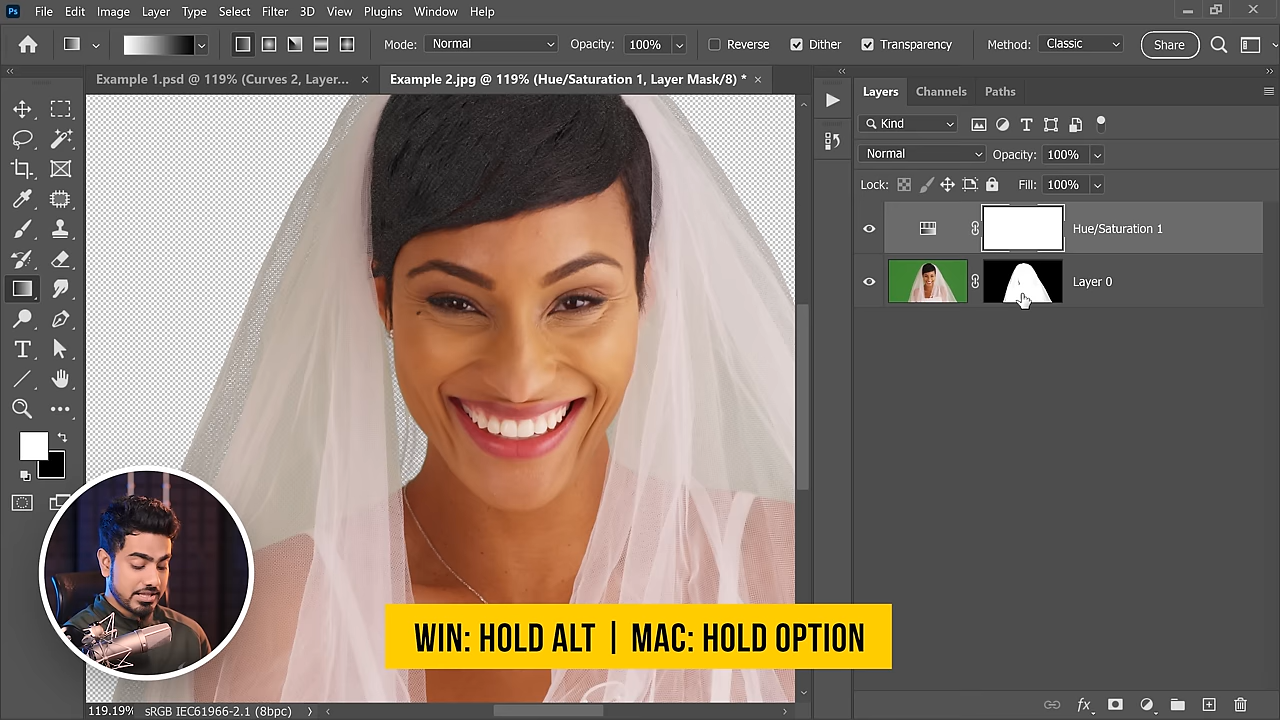 Ps File Edit Image Layer Type Select Filter 3D View Plugins Window Help
Mode: Normal Opacity: 100% Reverse Dither Transparency Method: Classic Share
Example 1.psd @ 119% (Curves 2, Layer... × Example 2.jpg @ 119% (Hue/Saturation 1, Layer Mask/8) * ×
Layers Channels Paths
Kind
Normal Opacity: 100%
Lock: Fill: 100%
Hue/Saturation 1
Layer 0
WIN: HOLD ALT | MAC: HOLD OPTION
119.19% sRGB IEC61966-2.1 (8bpc)
fx